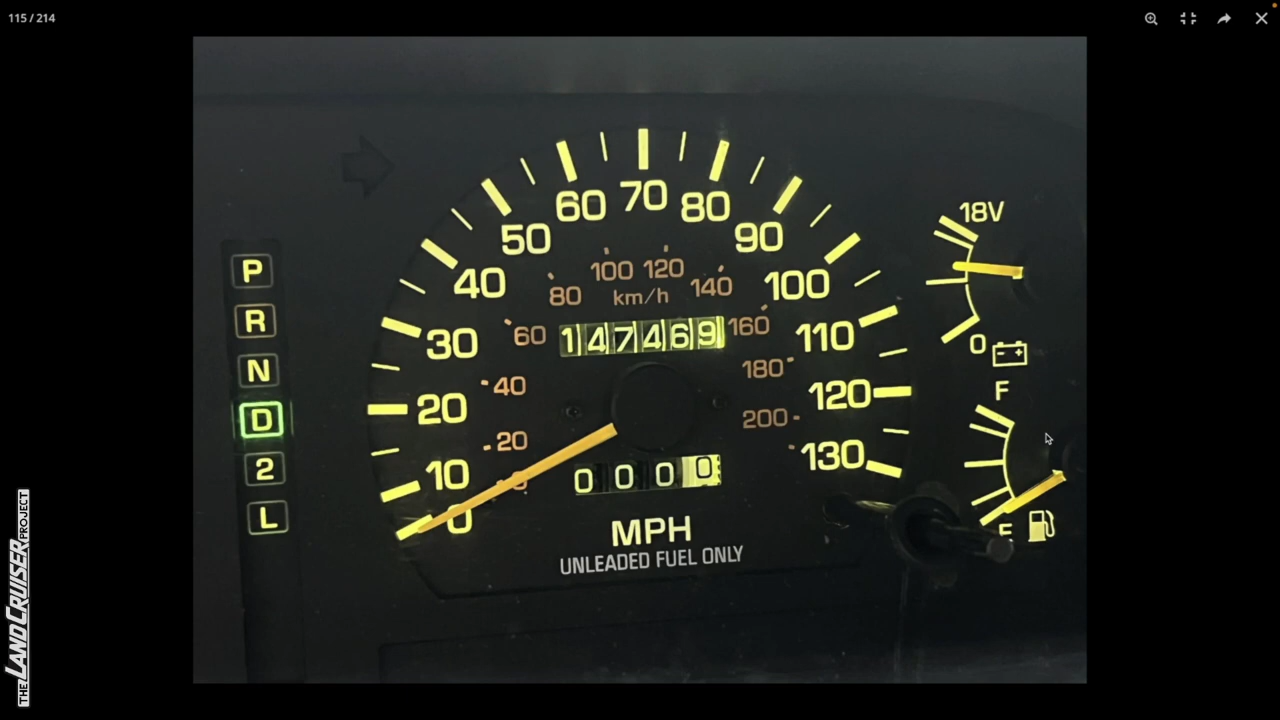 115 / 214
18V
60 70 80
50 90
100 120
40 80 140 100
km/h
P
R
30 60 147469 160 110
0
N
180
40 F
20 120
D 200
20
10 130
2 0000
L 0 E
MPH
UNLEADED FUEL ONLY
THE LAND CRUISER PROJECT